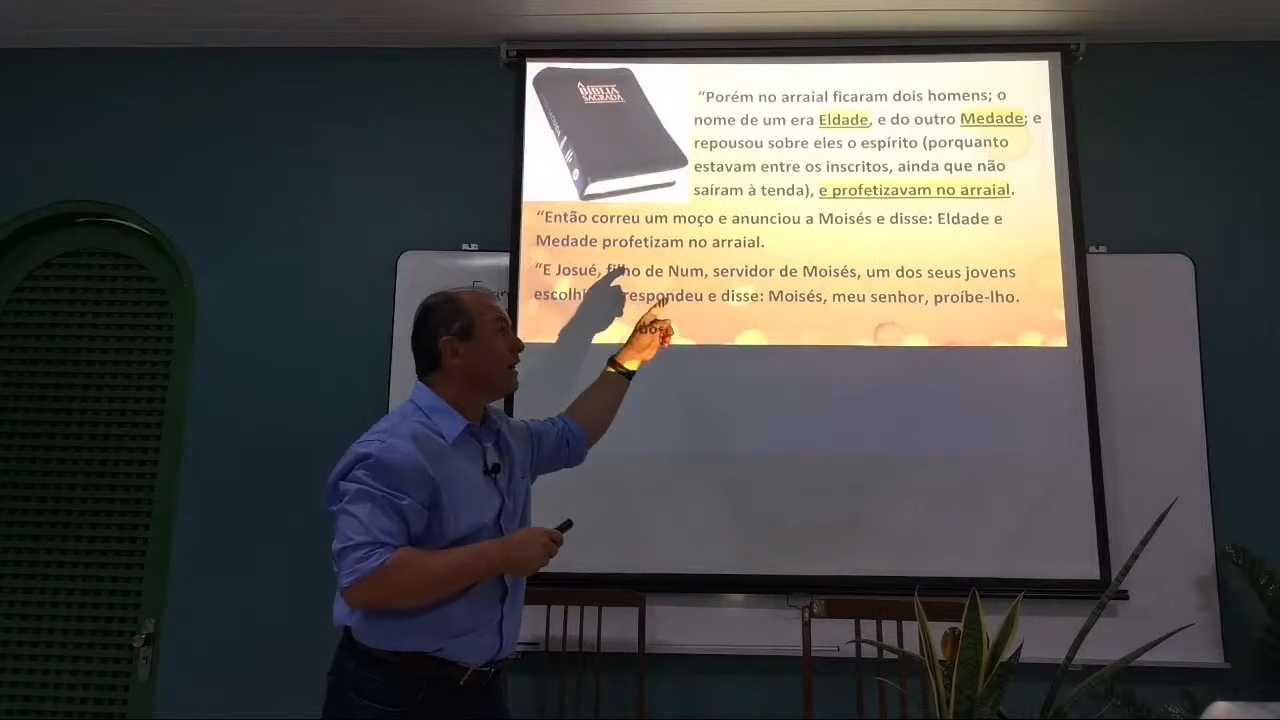 A
BÍBLIA
SAGRADA
“Porém no arraial ficaram dois homens; o
nome de um era Eldade, e do outro Medade; e
repousou sobre eles o espírito (porquanto
estavam entre os inscritos, ainda que não
saíram à tenda), e profetizavam no arraial.
“Então correu um moço e anunciou a Moisés e disse: Eldade e
Medade profetizam no arraial.
“E Josué, filho de Num, servidor de Moisés, um dos seus jovens
respondeu e disse: Moisés, meu senhor, proíbe-lho.